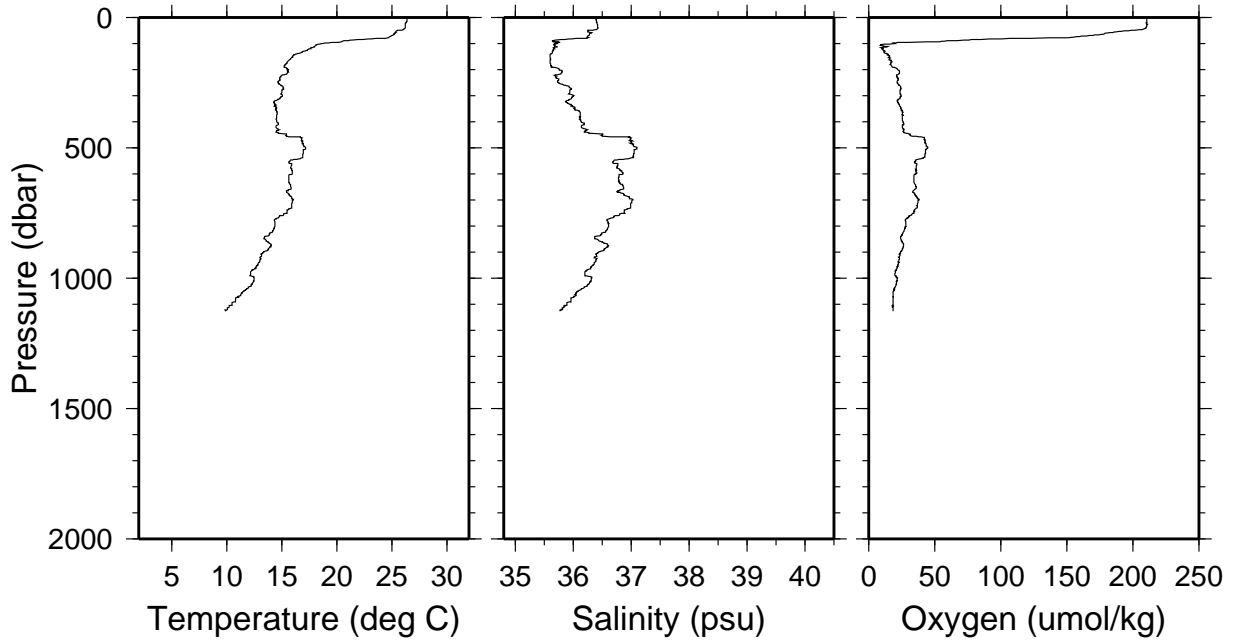 0
500
1000
1500
2000
Pressure (dbar)
5 10 15 20 25 30
Temperature (deg C)
35 36 37 38 39 40
Salinity (psu)
0 50 100 150 200 250
Oxygen (umol/kg)